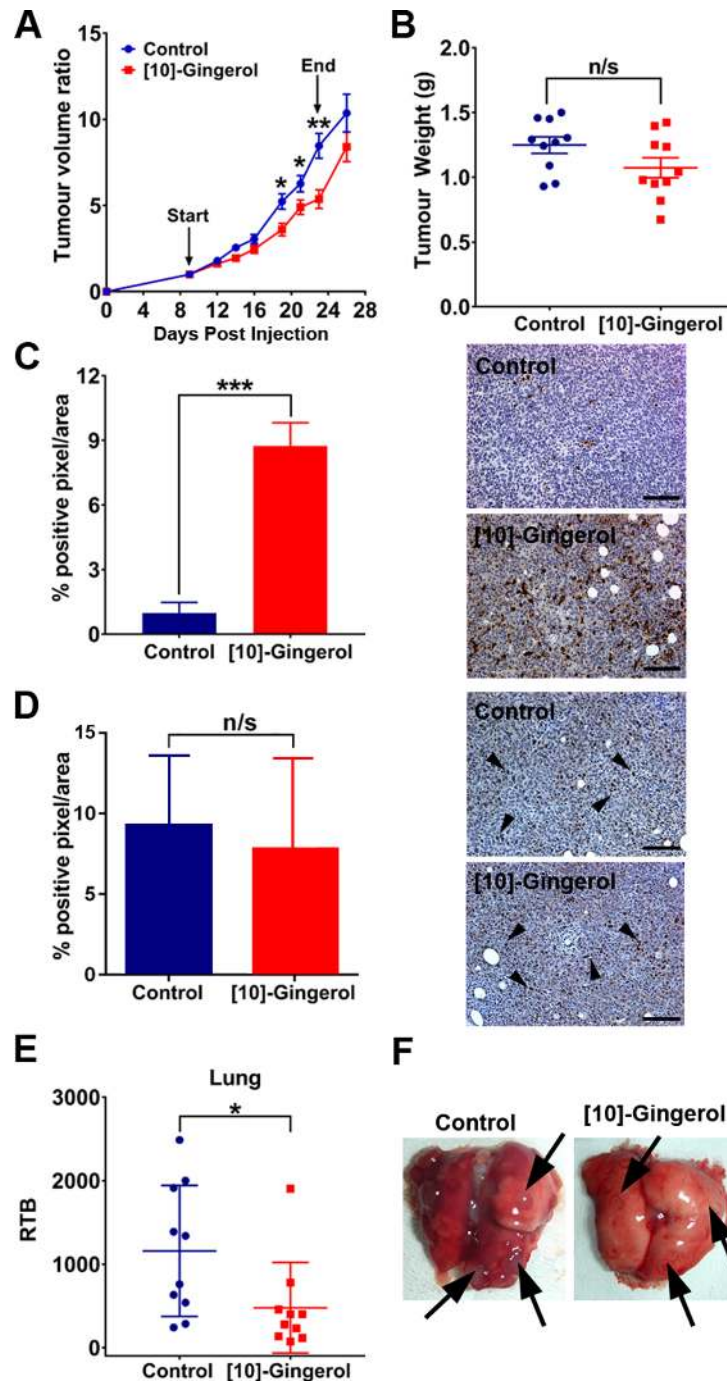 A
Control
[10]-Gingerol
End
**
*
*
Start
Tumour volume ratio
15
10
5
0
0 4 8 12 16 20 24 28
Days Post Injection
B
n/s
Tumour Weight (g)
2.0
1.5
1.0
0.5
0.0
Control [10]-Gingerol
C
***
% positive pixel/area
12
9
6
3
0
Control [10]-Gingerol
Control
[10]-Gingerol
D
n/s
% positive pixel/area
15
10
5
0
Control [10]-Gingerol
Control
[10]-Gingerol
E
Lung
*
RTB
3000
2000
1000
0
Control [10]-Gingerol
F
Control [10]-Gingerol